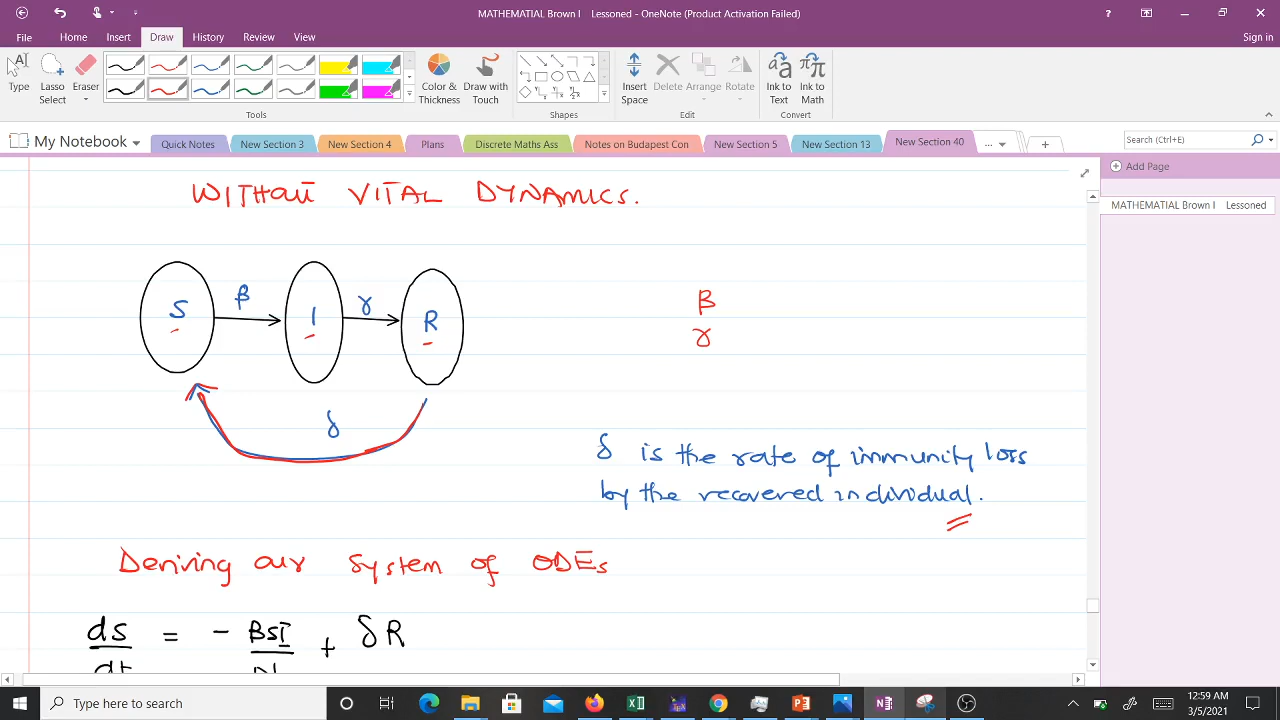 MATHEMATIAL Brown I Lessoned - OneNote (Product Activation Failed)
File Home Insert Draw History Review View
Sign in
Type Lasso Select Eraser Color & Thickness Draw with Touch Insert Space Delete Arrange Rotate Ink to Text Ink to Math
Tools Shapes Edit Convert
My Notebook Quick Notes New Section 3 New Section 4 Plans Discrete Maths Ass Notes on Budapest Con New Section 5 New Section 13 New Section 40 ... Search (Ctrl+E)
Add Page
MATHEMATIAL Brown I Lessoned
WITHOUT VITAL DYNAMICS.
S β I γ R
β
γ
δ
δ is the rate of immunity loss
by the recovered individual.
Deriving our system of ODEs
dS/dt = - βSI/N + δR
Type here to search
12:59 AM
3/5/2021